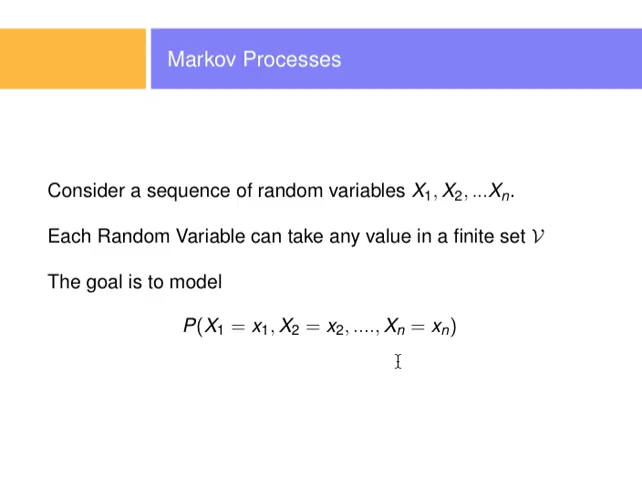 Markov Processes
Consider a sequence of random variables X₁, X₂, ...Xₙ.
Each Random Variable can take any value in a finite set 𝒱
The goal is to model
P(X₁ = x₁, X₂ = x₂, ...., Xₙ = xₙ)